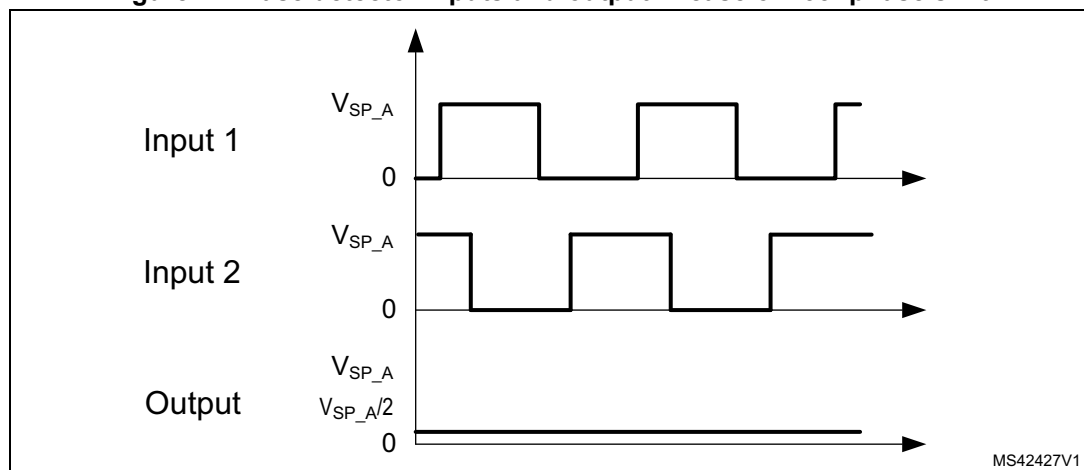 V_SP_A
Input 1
0
V_SP_A
Input 2
0
V_SP_A
Output
V_SP_A/2
0
MS42427V1